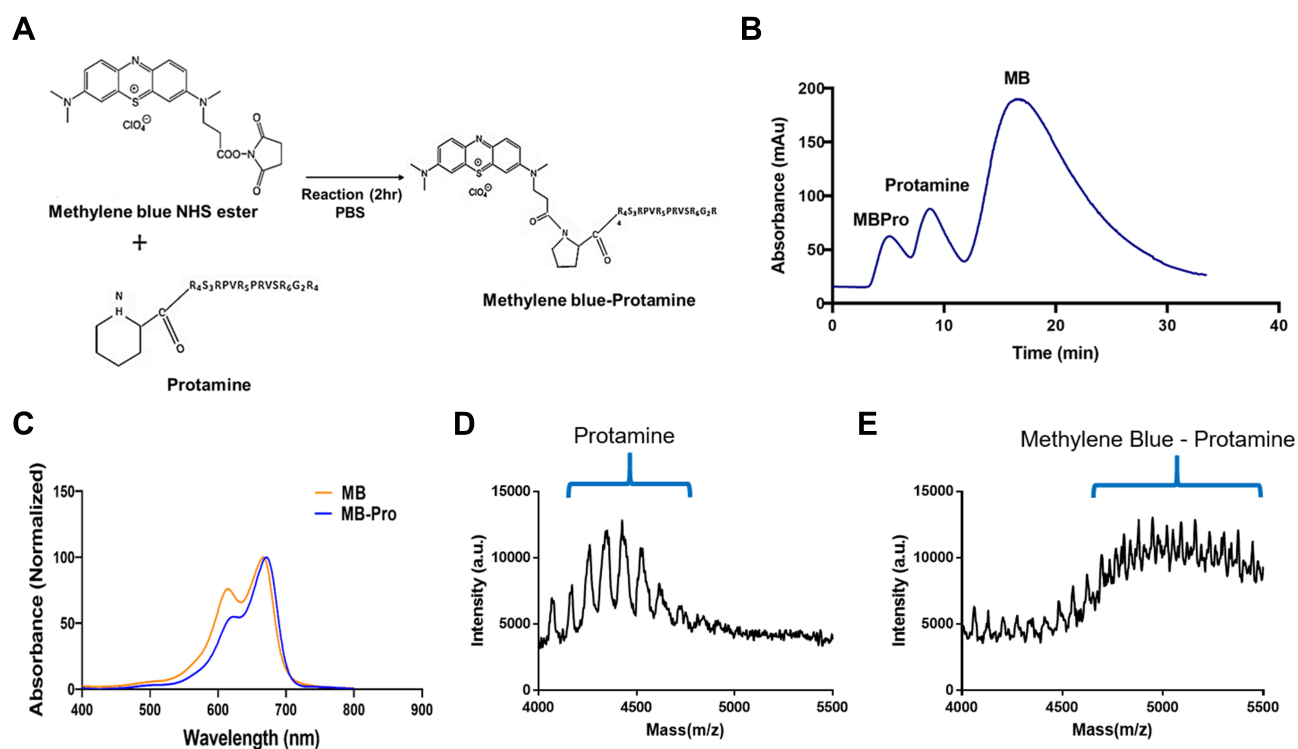 A
N
N
S
⊕
N
ClO₄⊖
O
COO–N
O
Methylene blue NHS ester
+
N
H
C
O
R₄S₃RPVR₅PRVSR₆G₂R₄
Protamine
Reaction (2hr)
PBS
N
N
S
⊕
N
ClO₄⊖
O
N
C
O
R₄S₃RPVR₅PRVSR₆G₂R
4
Methylene blue-Protamine
B
MB
Protamine
MBPro
Absorbance (mAu)
200
150
100
50
0
0 10 20 30 40
Time (min)
C
Absorbance (Normalized)
150
100
50
0
400 500 600 700 800 900
Wavelength (nm)
MB
MB-Pro
D
Protamine
Intensity (a.u.)
15000
10000
5000
0
4000 4500 5000 5500
Mass(m/z)
E
Methylene Blue - Protamine
Intensity (a.u.)
15000
10000
5000
0
4000 4500 5000 5500
Mass(m/z)